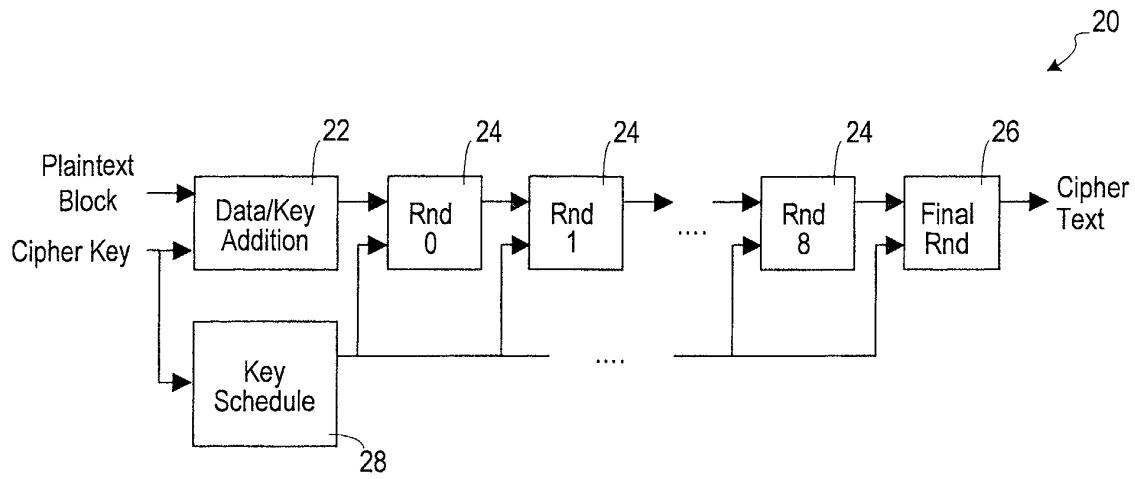 20
22
24
24
24
26
Plaintext
Block
Cipher Key
Data/Key
Addition
Rnd
0
Rnd
1
....
Rnd
8
Final
Rnd
Cipher
Text
Key
Schedule
....
28